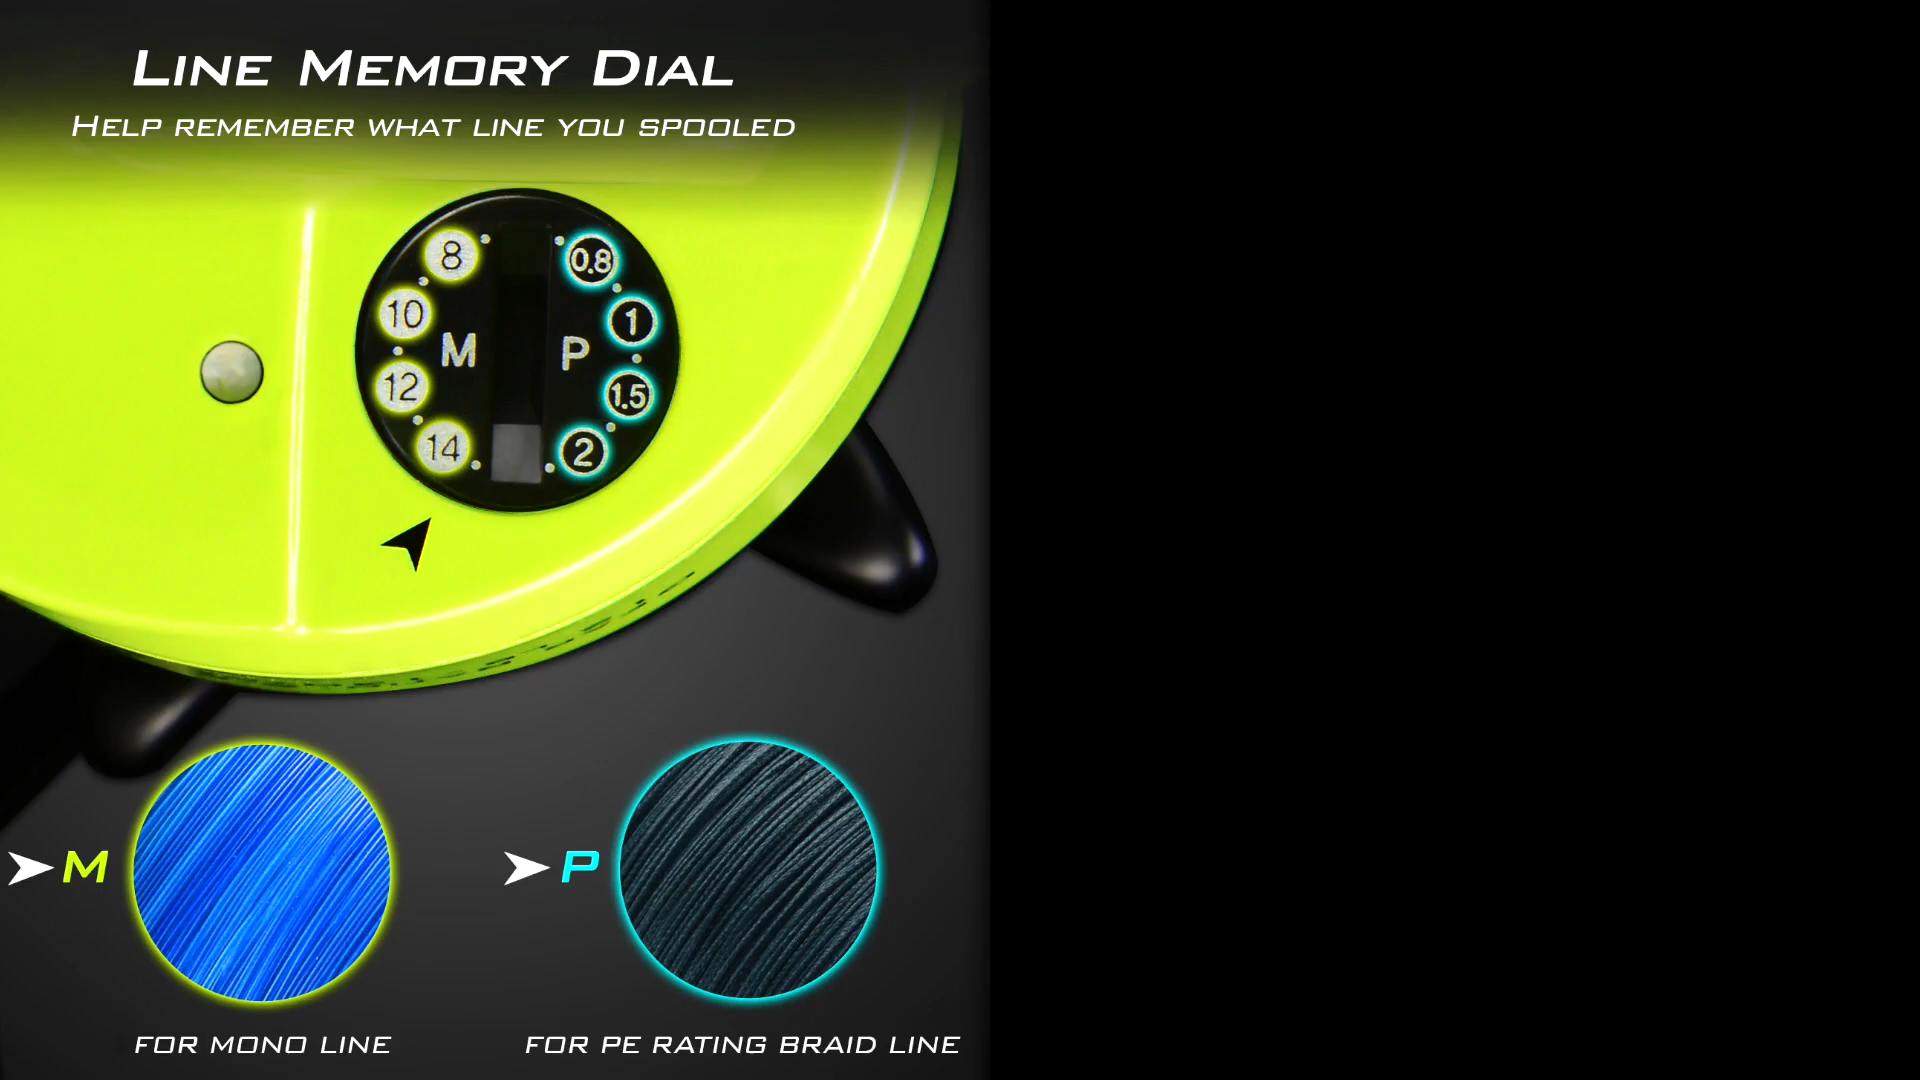 LINE MEMORY DIAL
HELP REMEMBER WHAT LINE YOU SPOOLED
8 0.8
10 1
M P
12 1.5
14 2
M P
FOR MONO LINE FOR PE RATING BRAID LINE